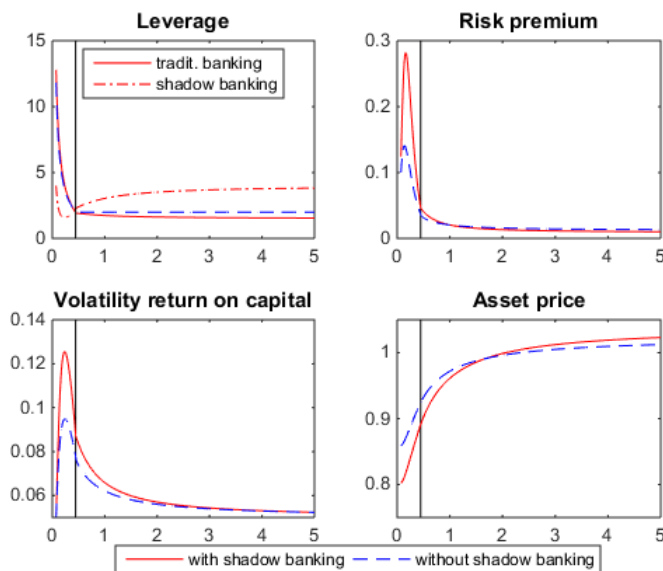 Leverage
15
10
5
0
0 1 2 3 4 5
tradit. banking
shadow banking
Risk premium
0.3
0.2
0.1
0
0 1 2 3 4 5
Volatility return on capital
0.14
0.12
0.1
0.08
0.06
0 1 2 3 4 5
Asset price
1
0.9
0.8
0 1 2 3 4 5
with shadow banking
without shadow banking